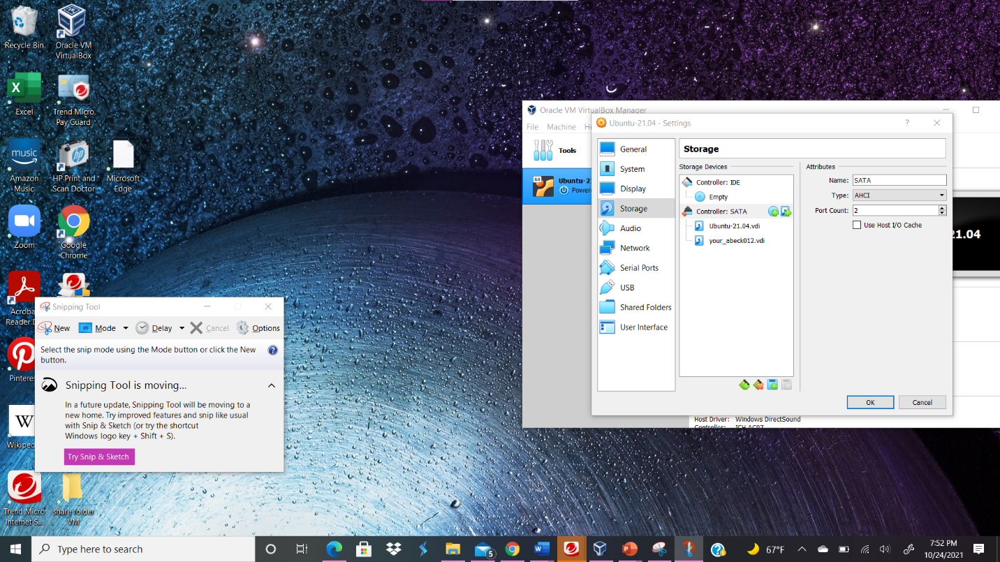 Recycle Bin
Oracle VM
VirtualBox
Excel
Trend Micro
Pay Guard
music
Amazon
Music
HP Print and
Scan Doctor
Microsoft
Edge
Zoom
Google
Chrome
Acroba
Reader D
Pinteres
W
Wikiped
Trend Micro
Internet S...
share folder
VM
Snipping Tool
New
Mode
Delay
Cancel
Options
Select the snip mode using the Mode button or click the New
button.
Snipping Tool is moving...
In a future update, Snipping Tool will be moving to a
new home. Try improved features and snip like usual
with Snip & Sketch (or try the shortcut
Windows logo key + Shift + S).
Try Snip & Sketch
Oracle VM VirtualBox Manager
File Machine He
Tools
64
Ubuntu-2
Powere
Ubuntu-21.04 - Settings
General
System
Display
Storage
Audio
Network
Serial Ports
USB
Shared Folders
User Interface
Storage
Storage Devices
Controller: IDE
Empty
Controller: SATA
Ubuntu-21.04.vdi
your_abeck012.vdi
Attributes
Name: SATA
Type: AHCI
Port Count: 2
Use Host I/O Cache
OK
Cancel
21.04
Host Driver: Windows DirectSound
Controller: ICH AC97
Type here to search
5
67°F
7:52 PM
10/24/2021